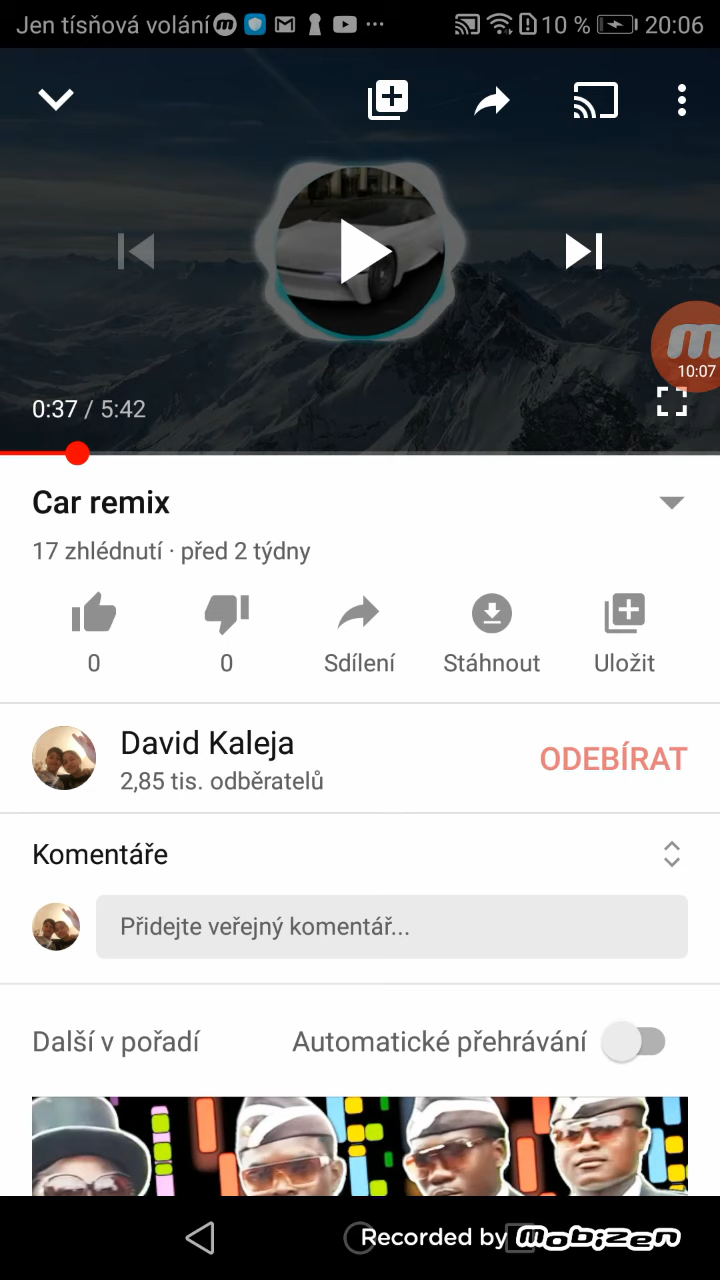 Jen tísňová volání 10 % 20:06
10:07
0:37 / 5:42
Car remix
17 zhlédnutí · před 2 týdny
0 0 Sdílení Stáhnout Uložit
David Kaleja
2,85 tis. odběratelů
ODEBÍRAT
Komentáře
Přidejte veřejný komentář...
Další v pořadí Automatické přehrávání
Recorded by mobizen